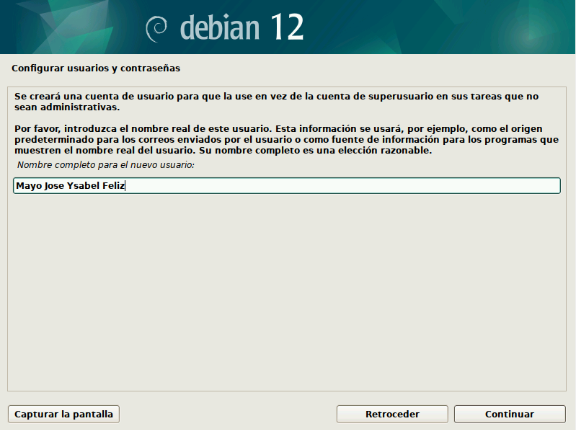 debian 12
Configurar usuarios y contraseñas
Se creará una cuenta de usuario para que la use en vez de la cuenta de superusuario en sus tareas que no
sean administrativas.
Por favor, introduzca el nombre real de este usuario. Esta información se usará, por ejemplo, como el origen
predeterminado para los correos enviados por el usuario o como fuente de información para los programas que
muestren el nombre real del usuario. Su nombre completo es una elección razonable.
Nombre completo para el nuevo usuario:
Mayo Jose Ysabel Feliz
Capturar la pantalla
Retroceder
Continuar